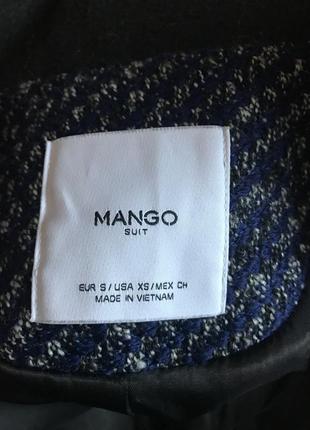 MANGO
SUIT
EUR S / USA XS / MEX CH
MADE IN VIETNAM